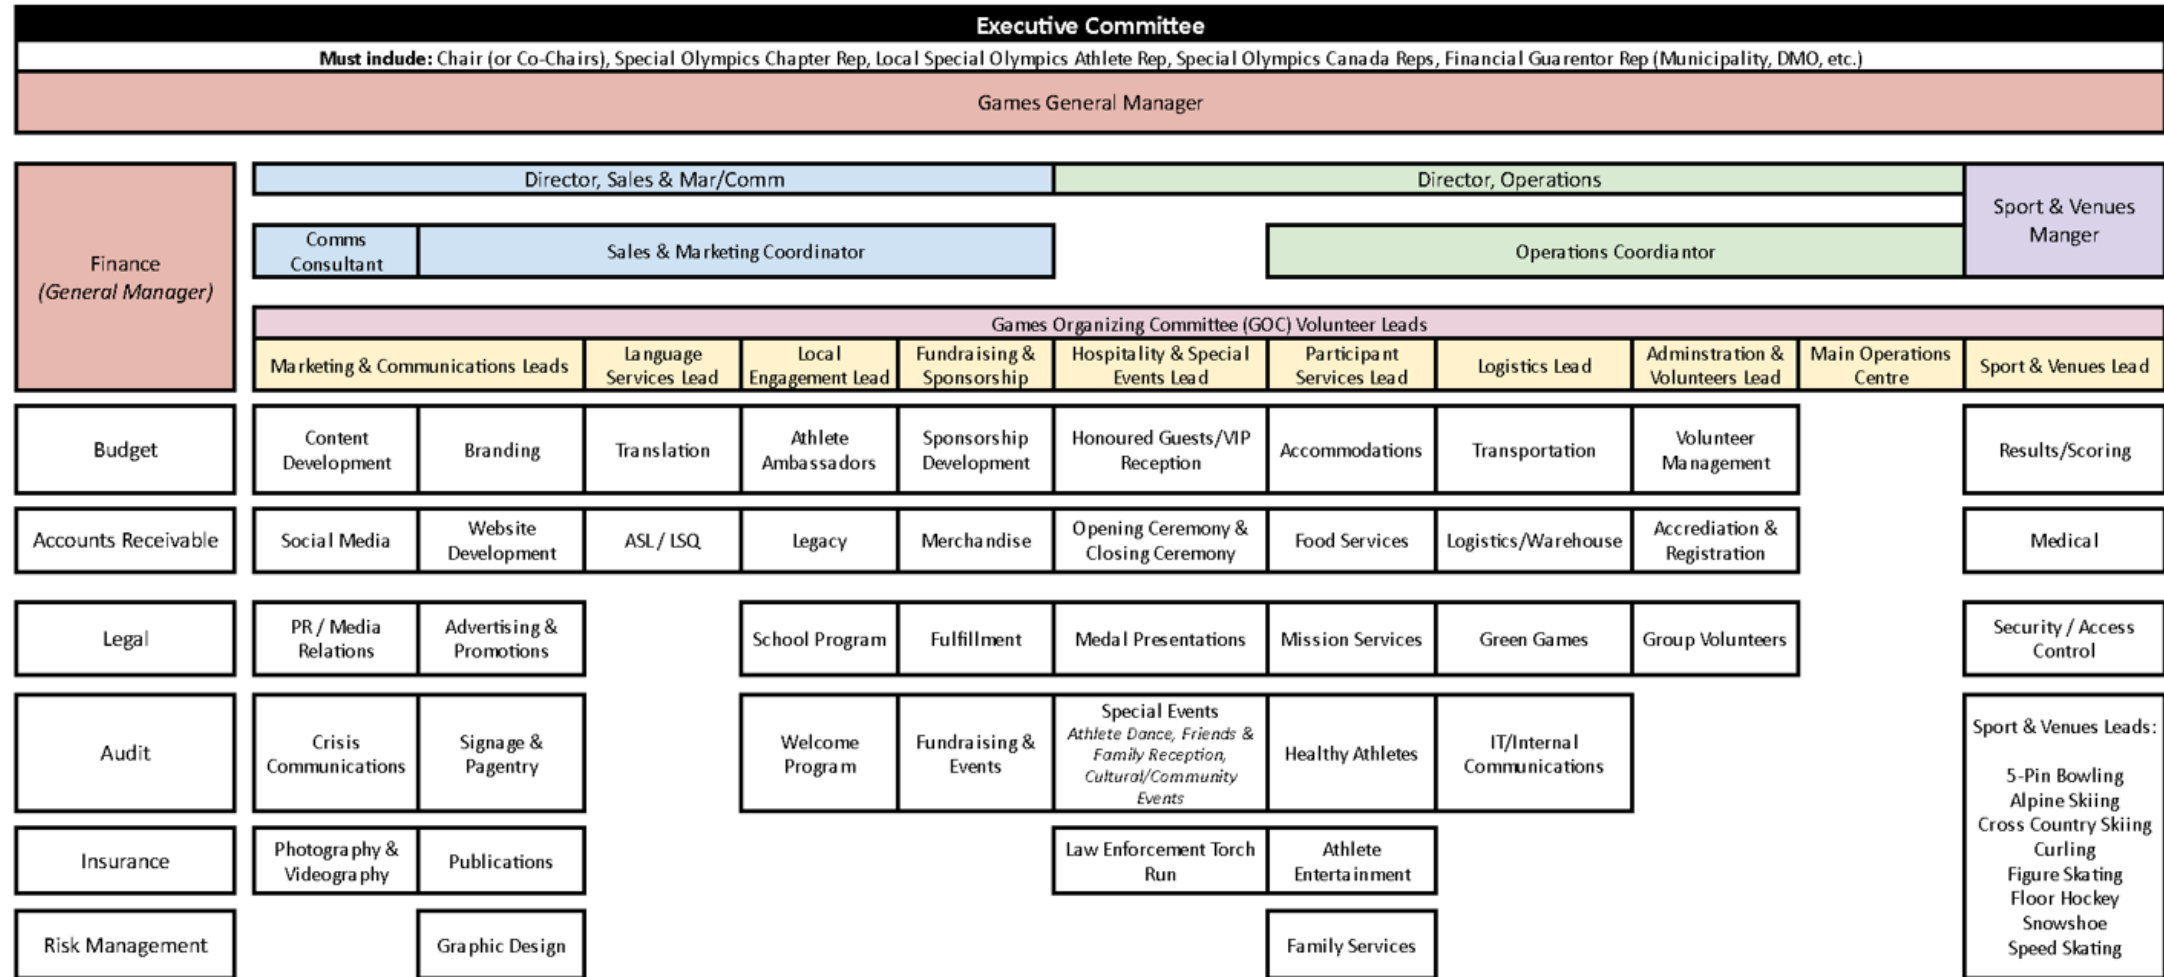 Executive Committee
Must include: Chair (or Co-Chairs), Special Olympics Chapter Rep, Local Special Olympics Athlete Rep, Special Olympics Canada Reps, Financial Guarentor Rep (Municipality, DMO, etc.)
Games General Manager
Finance
(General Manager)
Director, Sales & Mar/Comm
Director, Operations
Sport & Venues
Manger
Comms
Consultant
Sales & Marketing Coordinator
Operations Coordiantor
Games Organizing Committee (GOC) Volunteer Leads
Marketing & Communications Leads
Language
Services Lead
Local
Engagement Lead
Fundraising &
Sponsorship
Hospitality & Special
Events Lead
Participant
Services Lead
Logistics Lead
Adminstration &
Volunteers Lead
Main Operations
Centre
Sport & Venues Lead
Budget
Content
Development
Branding
Translation
Athlete
Ambassadors
Sponsorship
Development
Honoured Guests/VIP
Reception
Accommodations
Transportation
Volunteer
Management
Results/Scoring
Accounts Receivable
Social Media
Website
Development
ASL / LSQ
Legacy
Merchandise
Opening Ceremony &
Closing Ceremony
Food Services
Logistics/Warehouse
Accrediation &
Registration
Medical
Legal
PR / Media
Relations
Advertising &
Promotions
School Program
Fulfillment
Medal Presentations
Mission Services
Green Games
Group Volunteers
Security / Access
Control
Audit
Crisis
Communications
Signage &
Pagentry
Welcome
Program
Fundraising &
Events
Special Events
Athlete Dance, Friends &
Family Reception,
Cultural/Community
Events
Healthy Athletes
IT/Internal
Communications
Sport & Venues Leads:
5-Pin Bowling
Alpine Skiing
Cross Country Skiing
Curling
Figure Skating
Floor Hockey
Snowshoe
Speed Skating
Insurance
Photography &
Videography
Publications
Law Enforcement Torch
Run
Athlete
Entertainment
Risk Management
Graphic Design
Family Services